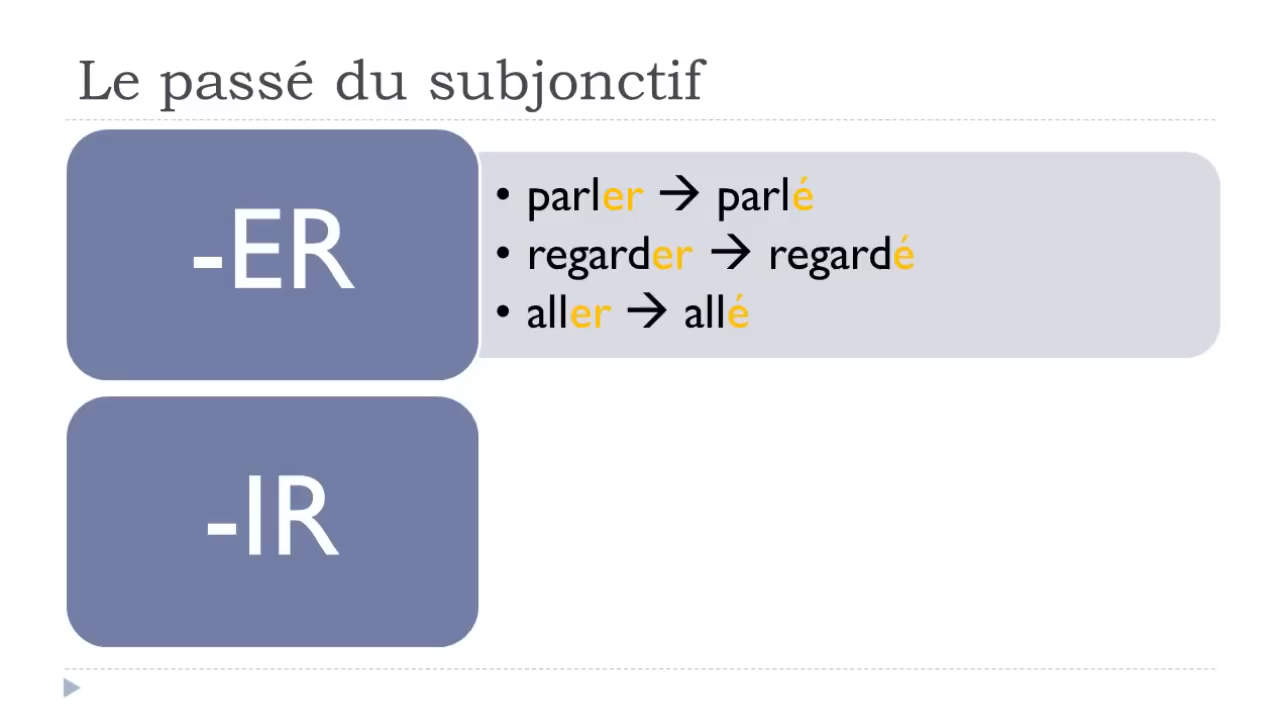 Le passé du subjonctif
-ER
• parler → parlé
• regarder → regardé
• aller → allé
-IR